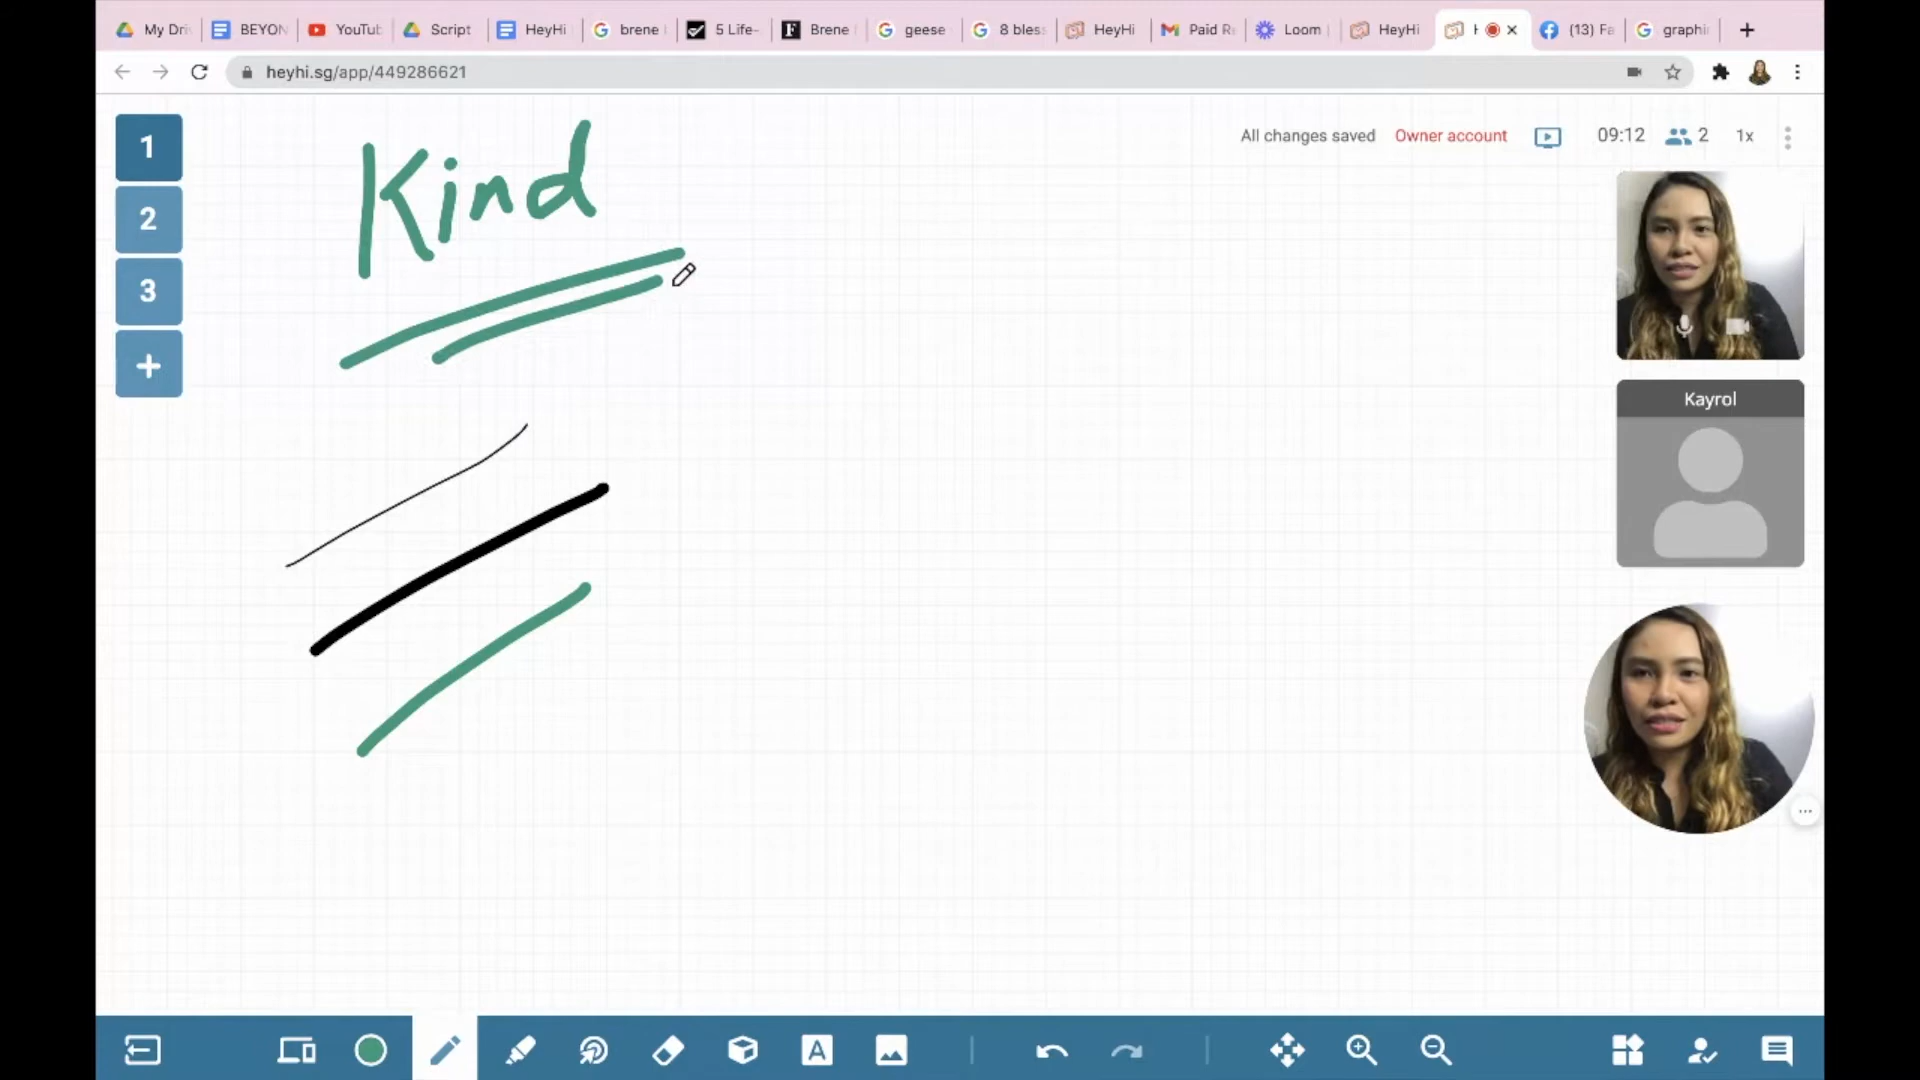 My Dri BEYON YouTub Script HeyHi brene 5 Life- Brene geese 8 bless HeyHi Paid Re Loom HeyHi H (13) Fa graphi
heyhi.sg/app/449286621
1
2
3
+
Kind
All changes saved Owner account 09:12 2 1x
Kayrol
A